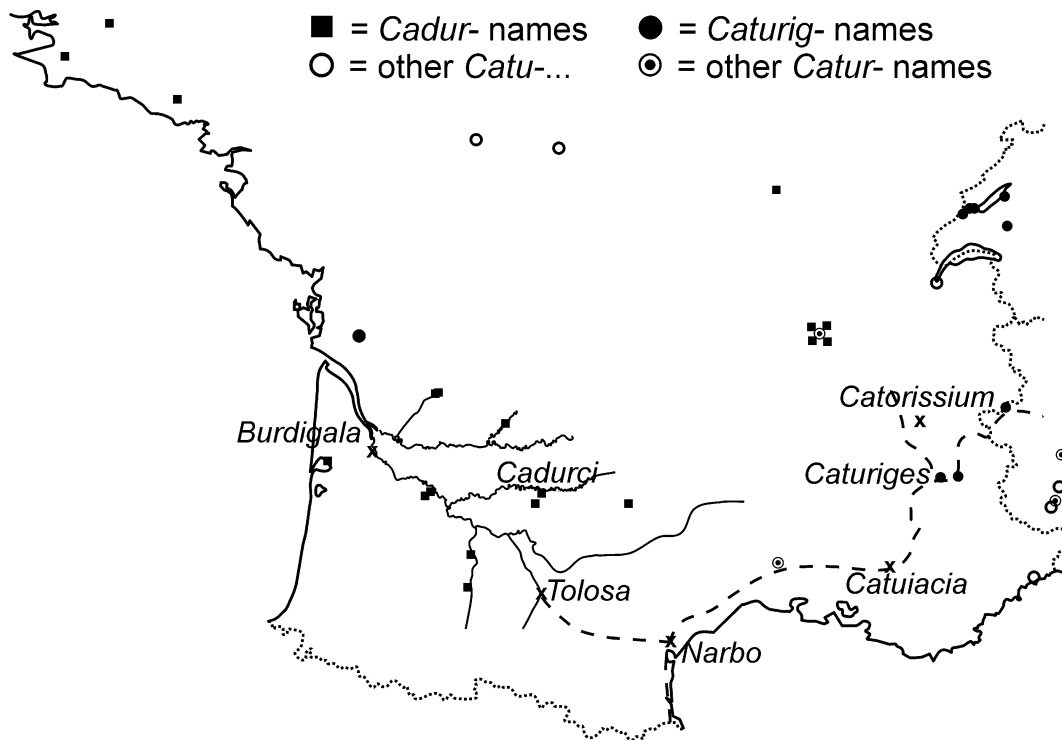 = Cadur- names
= Caturig- names
= other Catu-...
= other Catur- names
Catorissium
Burdigala
Cadurci
Caturiges
Catuiacia
Tolosa
Narbo